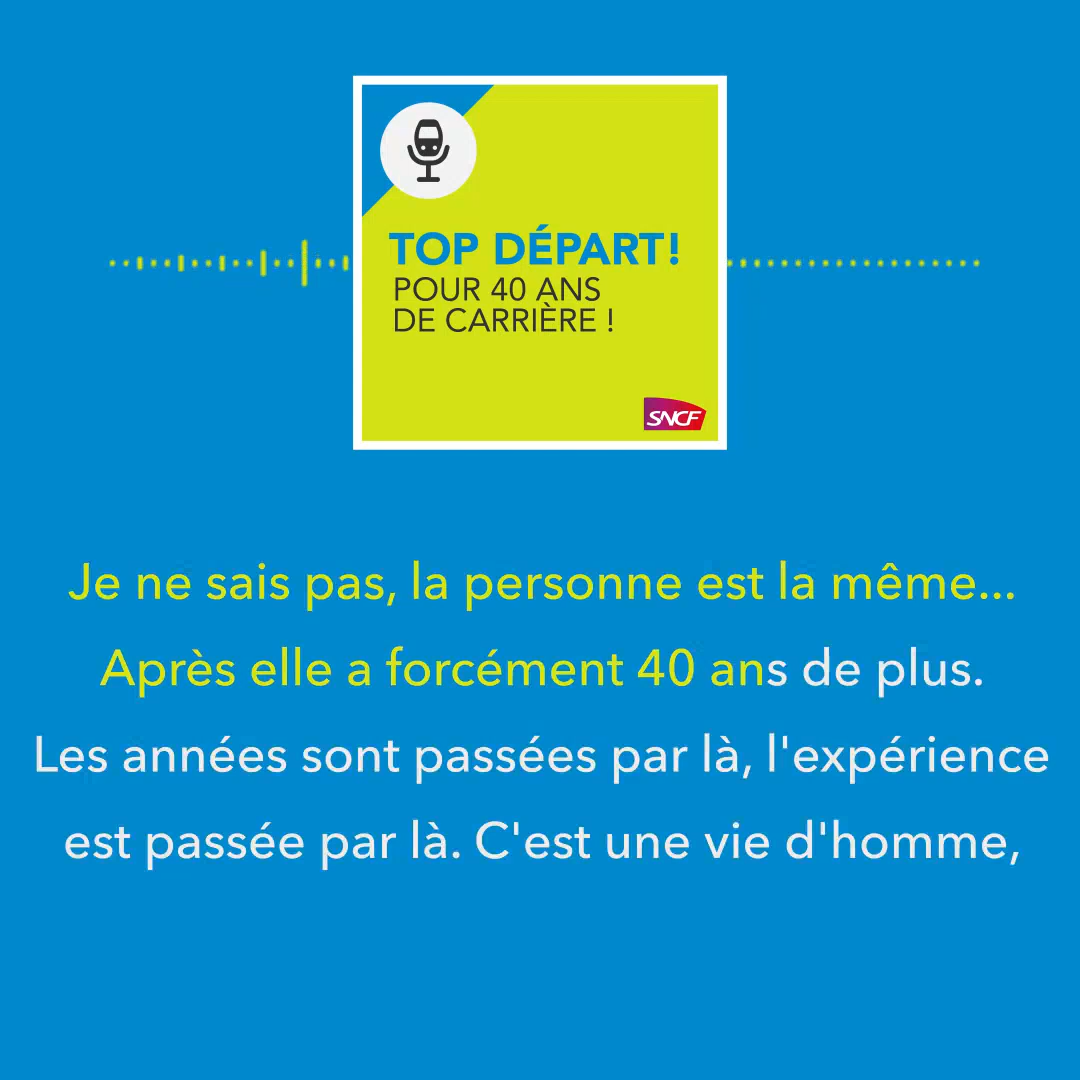 TOP DÉPART!
POUR 40 ANS
DE CARRIÈRE !
SNCF
Je ne sais pas, la personne est la même...
Après elle a forcément 40 ans de plus.
Les années sont passées par là, l'expérience
est passée par là. C'est une vie d'homme,